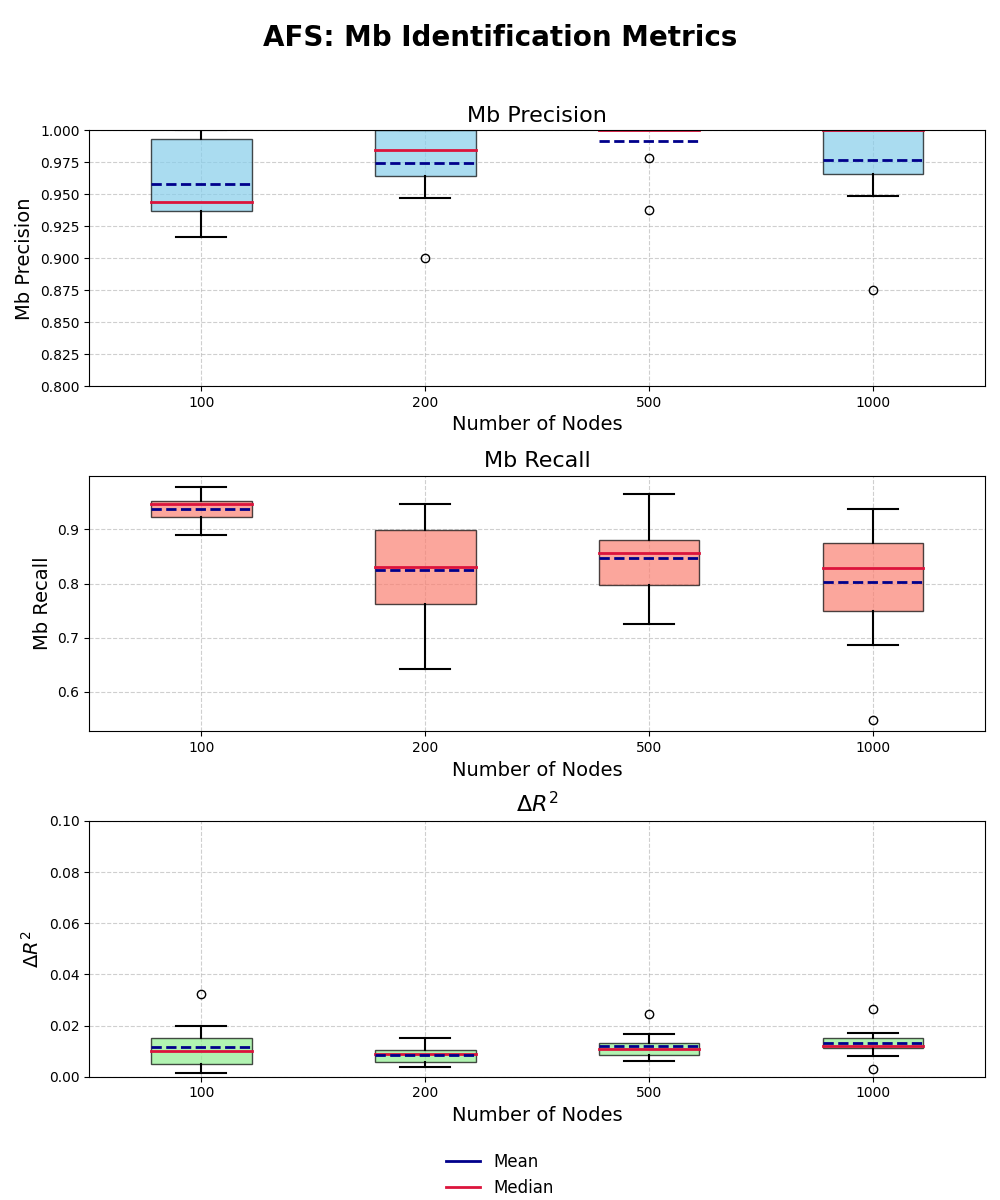 AFS: Mb Identification Metrics
Mb Precision
Mb Precision
1.000
0.975
0.950
0.925
0.900
0.875
0.850
0.825
0.800
100 200 500 1000
Number of Nodes
Mb Recall
Mb Recall
0.9
0.8
0.7
0.6
100 200 500 1000
Number of Nodes
ΔR²
ΔR²
0.10
0.08
0.06
0.04
0.02
0.00
100 200 500 1000
Number of Nodes
Mean
Median